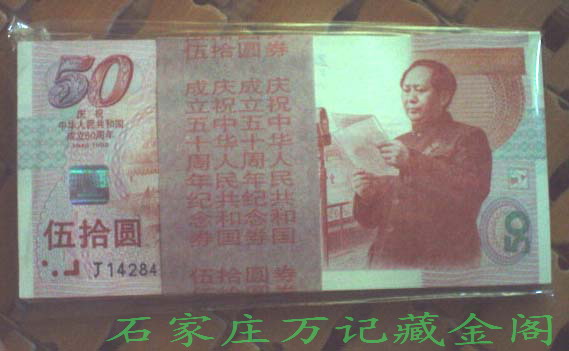 50
庆祝
中华人民共和国
成立50周年
1949-1999
伍拾圆
J14284
伍拾圆券
庆祝中华人民共和国
成立五十周年纪念券
庆祝中华人民共和国
成立五十周年纪念券
伍拾圆券
50
石家庄万记藏金阁